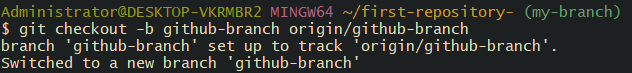 Administrator@DESKTOP-VKRMBR2 MINGW64 ~/first-repository- (my-branch)
$ git checkout -b github-branch origin/github-branch
branch 'github-branch' set up to track 'origin/github-branch'.
Switched to a new branch 'github-branch'